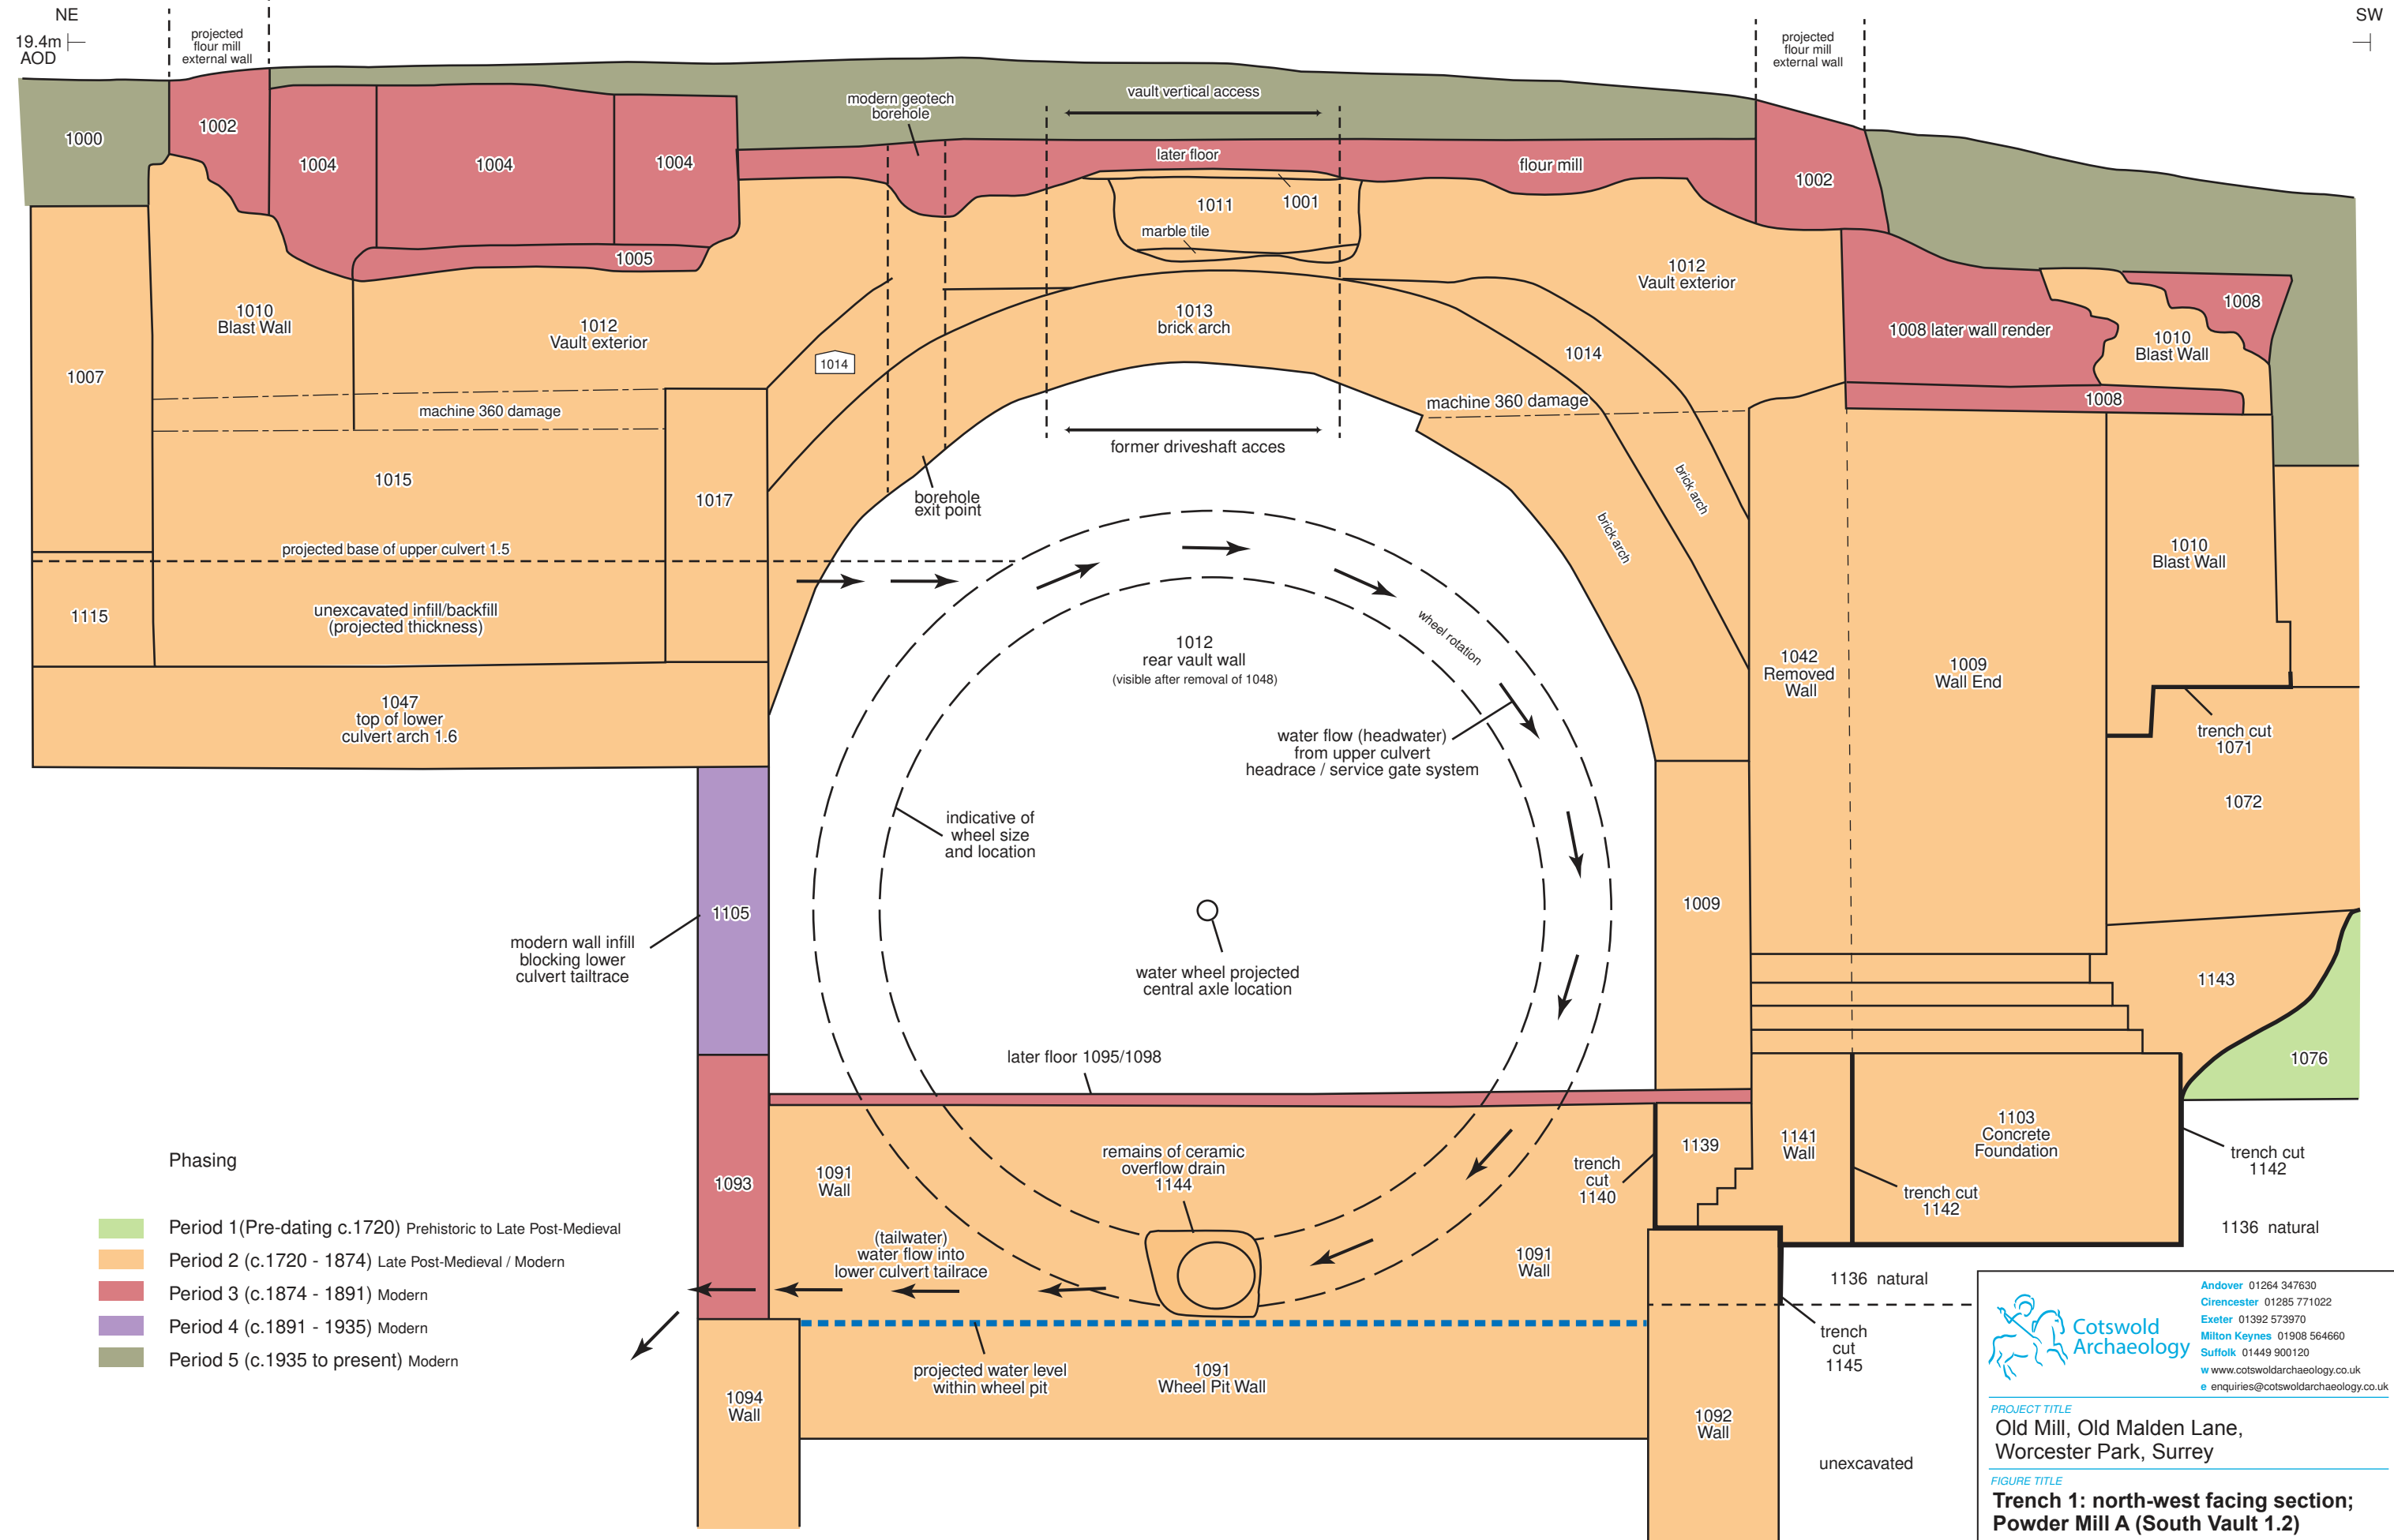 NE
SW
19.4m
AOD
projected
flour mill
external wall
projected
flour mill
external wall
modern geotech
borehole
vault vertical access
1000
1002
1004
1004
1004
later floor
flour mill
1002
1011
1001
marble tile
1005
1012
Vault exterior
1010
Blast Wall
1012
Vault exterior
1013
brick arch
1014
1014
1008 later wall render
1008
1010
Blast Wall
1007
machine 360 damage
machine 360 damage
1008
former driveshaft acces
1015
1017
borehole
exit point
brick arch
brick arch
projected base of upper culvert 1.5
1010
Blast Wall
1115
unexcavated infill/backfill
(projected thickness)
wheel rotation
1012
rear vault wall
(visible after removal of 1048)
1042
Removed
Wall
1009
Wall End
1047
top of lower
culvert arch 1.6
water flow (headwater)
from upper culvert
headrace / service gate system
trench cut
1071
1072
indicative of
wheel size
and location
1105
1009
modern wall infill
blocking lower
culvert tailtrace
water wheel projected
central axle location
1143
later floor 1095/1098
1076
1091
Wall
remains of ceramic
overflow drain
1144
trench
cut
1140
1139
1141
Wall
1103
Concrete
Foundation
trench cut
1142
trench cut
1142
1093
(tailwater)
water flow into
lower culvert tailrace
1091
Wall
1136 natural
1136 natural
projected water level
within wheel pit
1091
Wheel Pit Wall
trench
cut
1145
1094
Wall
1092
Wall
unexcavated
Phasing
Period 1(Pre-dating c.1720) Prehistoric to Late Post-Medieval
Period 2 (c.1720 - 1874) Late Post-Medieval / Modern
Period 3 (c.1874 - 1891) Modern
Period 4 (c.1891 - 1935) Modern
Period 5 (c.1935 to present) Modern
Cotswold
Archaeology
Andover 01264 347630
Cirencester 01285 771022
Exeter 01392 573970
Milton Keynes 01908 564660
Suffolk 01449 900120
w www.cotswoldarchaeology.co.uk
e enquiries@cotswoldarchaeology.co.uk
PROJECT TITLE
Old Mill, Old Malden Lane,
Worcester Park, Surrey
FIGURE TITLE
Trench 1: north-west facing section;
Powder Mill A (South Vault 1.2)